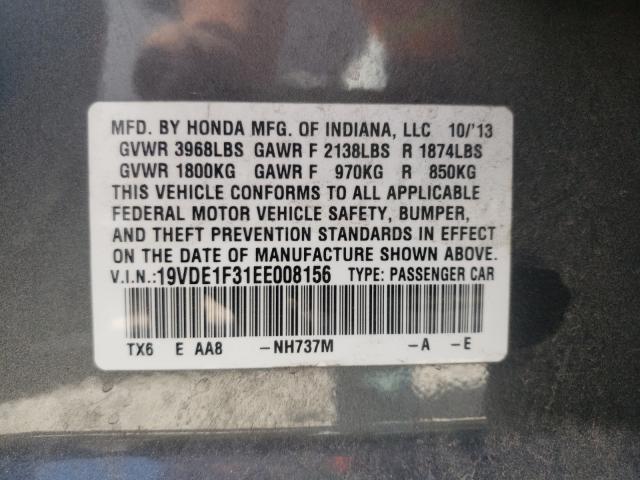 MFD. BY HONDA MFG. OF INDIANA, LLC 10/'13
GVWR 3968LBS GAWR F 2138LBS R 1874LBS
GVWR 1800KG GAWR F 970KG R 850KG
THIS VEHICLE CONFORMS TO ALL APPLICABLE
FEDERAL MOTOR VEHICLE SAFETY, BUMPER,
AND THEFT PREVENTION STANDARDS IN EFFECT
ON THE DATE OF MANUFACTURE SHOWN ABOVE.
V.I.N.:19VDE1F31EE008156 TYPE: PASSENGER CAR
TX6 E AA8 -NH737M -A -E